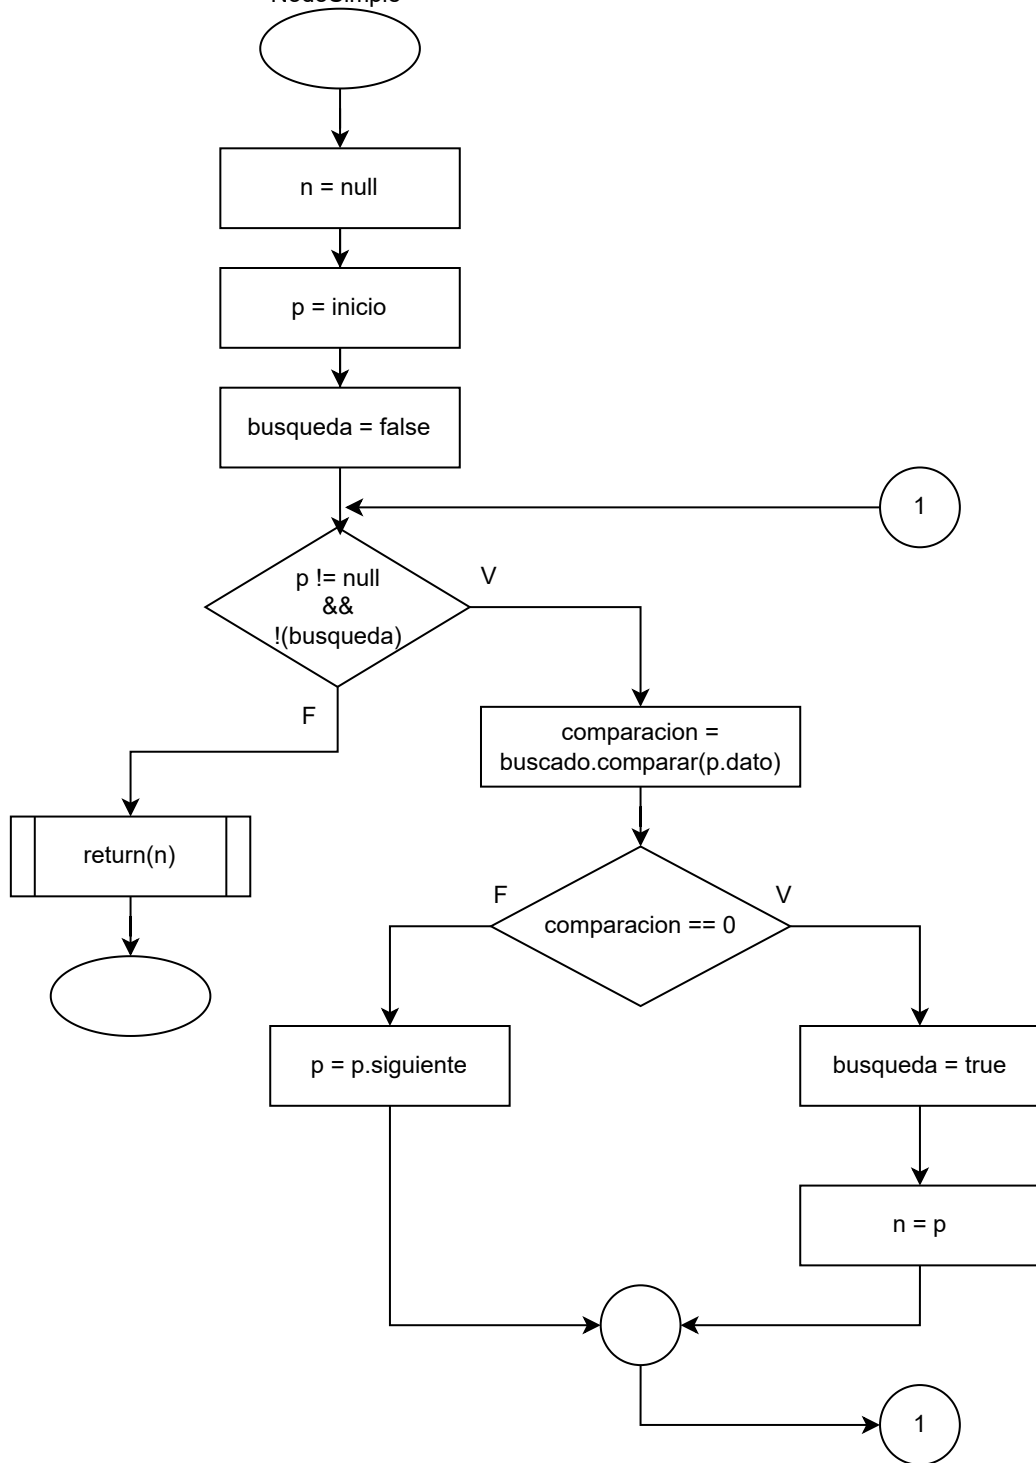 n = null
p = inicio
busqueda = false
1
p != null
&&
!(busqueda)
V
F
comparacion =
buscado.comparar(p.dato)
return(n)
F
V
comparacion == 0
p = p.siguiente
busqueda = true
n = p
1